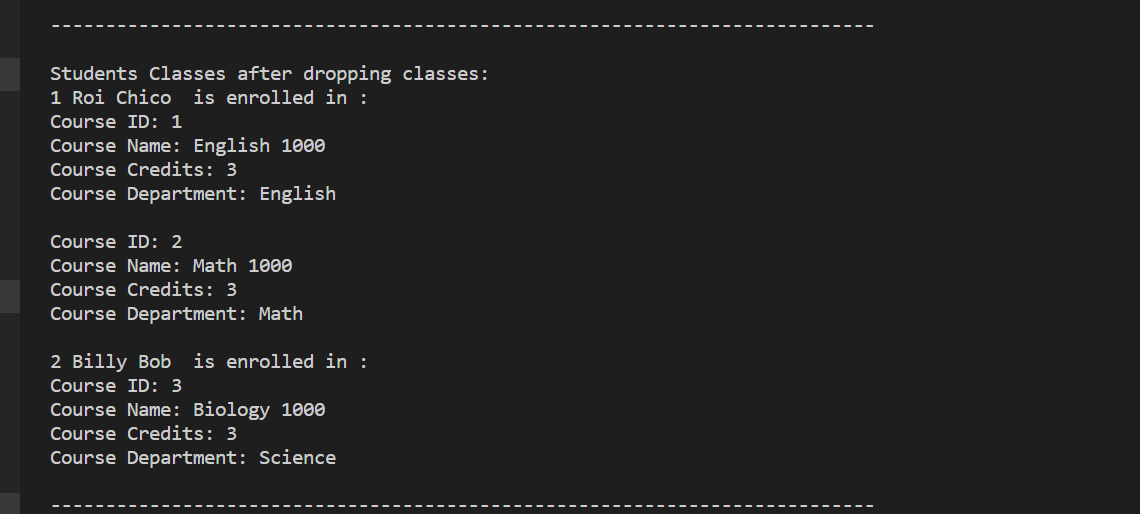 ---------------------------------------------------------------------------
Students Classes after dropping classes:
1 Roi Chico  is enrolled in :
Course ID: 1
Course Name: English 1000
Course Credits: 3
Course Department: English
Course ID: 2
Course Name: Math 1000
Course Credits: 3
Course Department: Math
2 Billy Bob  is enrolled in :
Course ID: 3
Course Name: Biology 1000
Course Credits: 3
Course Department: Science
---------------------------------------------------------------------------